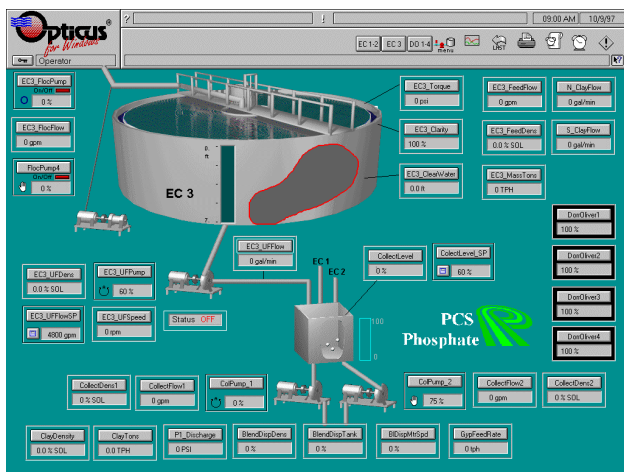 Opticus
for Windows
Operator
?
!
09:00 AM
10/9/97
EC 1-2
EC 3
DO 1-4
menu
LAST
EC3_FlocPump
On/Off
0 %
EC3_FlocFlow
0 gpm
FlocPump4
On/Off
0 %
0.
ft
7.
EC 3
EC3_Torque
0 psi
EC3_Clarity
100 %
EC3_ClearWater
0.0 ft
EC3_FeedFlow
0 gpm
EC3_FeedDens
0.0 % SOL
EC3_MassTons
0 TPH
N_ClayFlow
0 gal/min
S_ClayFlow
0 gal/min
DorrOliver1
100 %
DorrOliver2
100 %
DorrOliver3
100 %
DorrOliver4
100 %
EC3_UFFlow
0 gal/min
EC 1
EC 2
CollectLevel
0 %
CollectLevel_SP
60 %
EC3_UFDens
0.0 % SOL
EC3_UFPump
60 %
EC3_UFFlowSP
4800 gpm
EC3_UFSpeed
0 rpm
Status OFF
100
0
PCS
Phosphate
CollectDens1
0 % SOL
CollectFlow1
0 gpm
ColPump_1
0 %
ColPump_2
75 %
CollectFlow2
0 gpm
CollectDens2
0 % SOL
ClayDensity
0.0 % SOL
ClayTons
0.0 TPH
P1_Discharge
0 PSI
BlendDispDens
0 %
BlendDispTank
0 %
BlDispMtrSpd
0 %
GypFeedRate
0 tph